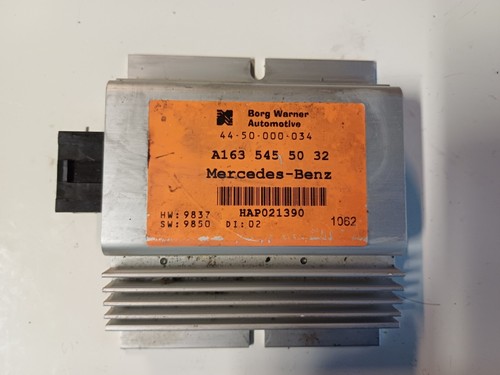 Borg Warner
Automotive
44-50-000-034
A163 545 50 32
Mercedes-Benz
HAP021390
HW: 9837
SW: 9850 DI: 02 1062